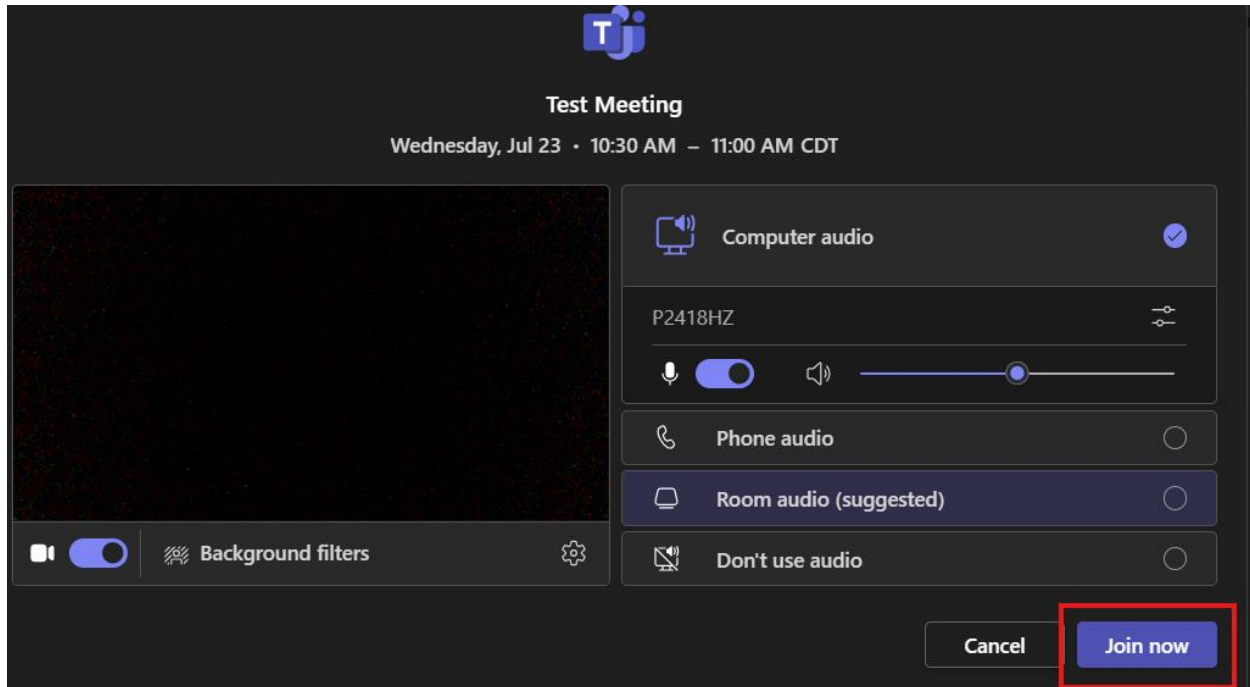 T
Test Meeting
Wednesday, Jul 23 • 10:30 AM – 11:00 AM CDT
Computer audio
P2418HZ
Phone audio
Room audio (suggested)
Background filters
Don't use audio
Cancel
Join now